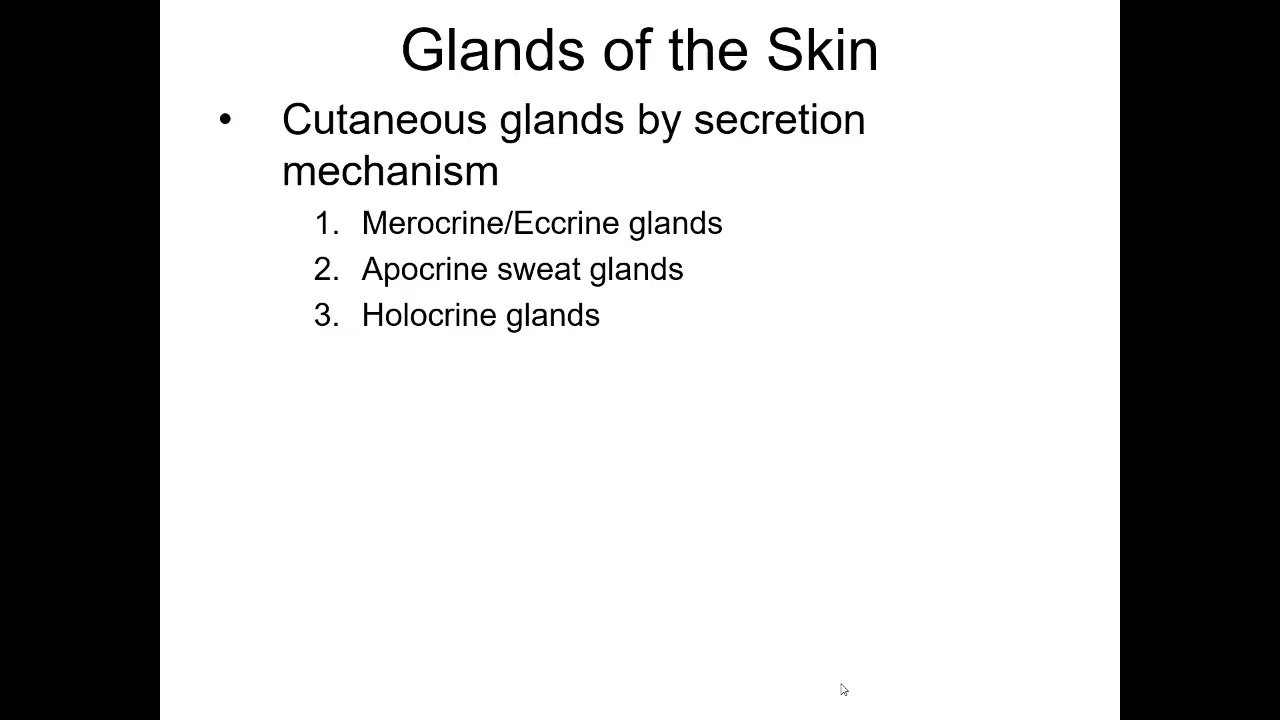 Glands of the Skin
• Cutaneous glands by secretion
mechanism
1. Merocrine/Eccrine glands
2. Apocrine sweat glands
3. Holocrine glands